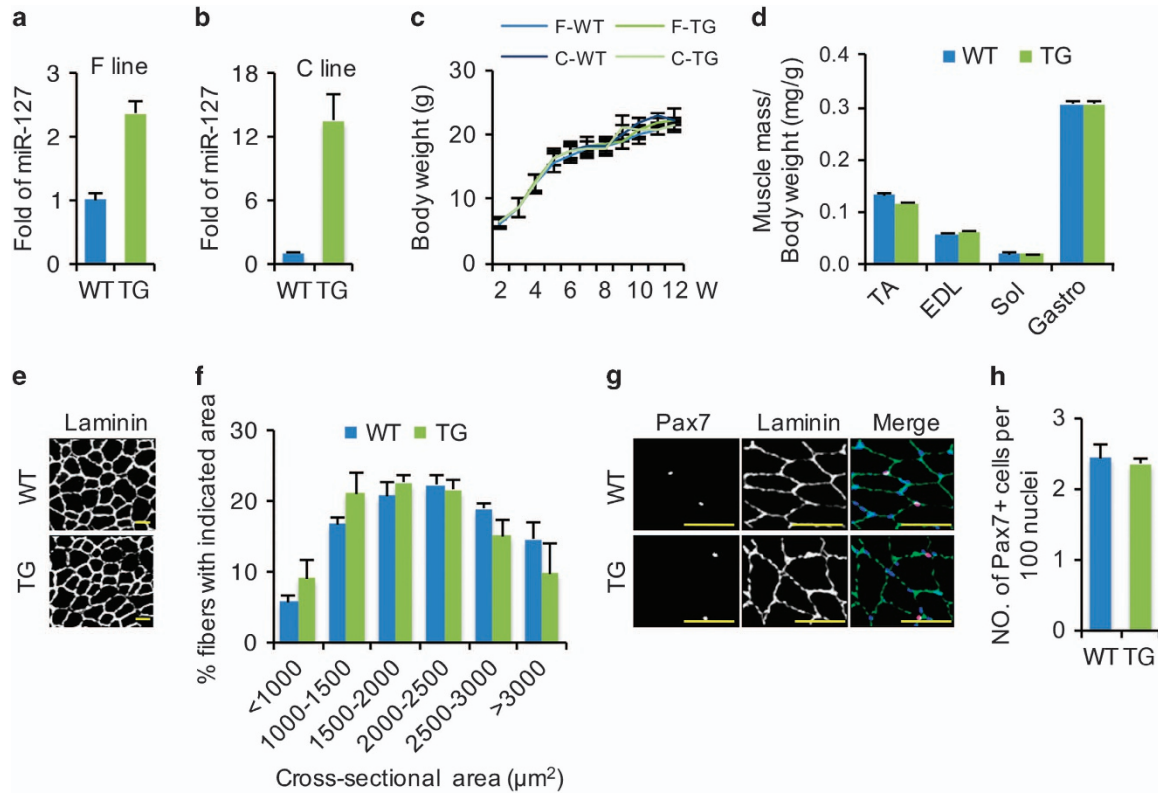 a
F line
Fold of miR-127
3
2
1
0
WT TG
b
C line
Fold of miR-127
18
15
12
9
6
3
0
WT TG
c
F-WT
F-TG
C-WT
C-TG
Body weight (g)
30
20
10
0
2 4 6 8 10 12 W
d
WT TG
Muscle mass/
Body weight (mg/g)
0.4
0.3
0.2
0.1
0.0
TA
EDL
Sol
Gastro
e
Laminin
WT
TG
f
WT TG
% fibers with indicated area
30
20
10
0
<1000
1000-1500
1500-2000
2000-2500
2500-3000
>3000
Cross-sectional area (µm²)
g
Pax7 Laminin Merge
WT
TG
h
NO. of Pax7+ cells per
100 nuclei
3
2
1
0
WT TG